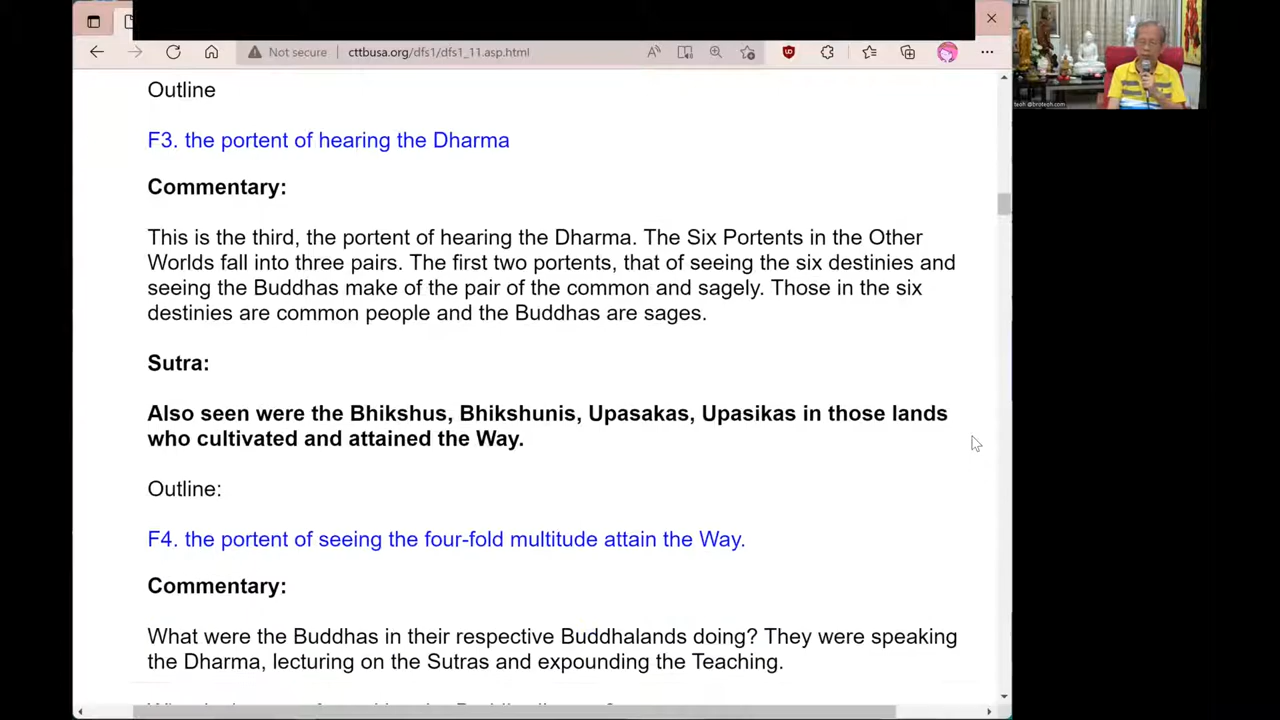 Not secure
cttbusa.org/dfs1/dfs1_11.asp.html
Outline
F3. the portent of hearing the Dharma
Commentary:
This is the third, the portent of hearing the Dharma. The Six Portents in the Other
Worlds fall into three pairs. The first two portents, that of seeing the six destinies and
seeing the Buddhas make of the pair of the common and sagely. Those in the six
destinies are common people and the Buddhas are sages.
Sutra:
Also seen were the Bhikshus, Bhikshunis, Upasakas, Upasikas in those lands
who cultivated and attained the Way.
Outline:
F4. the portent of seeing the four-fold multitude attain the Way.
Commentary:
What were the Buddhas in their respective Buddhalands doing? They were speaking
the Dharma, lecturing on the Sutras and expounding the Teaching.